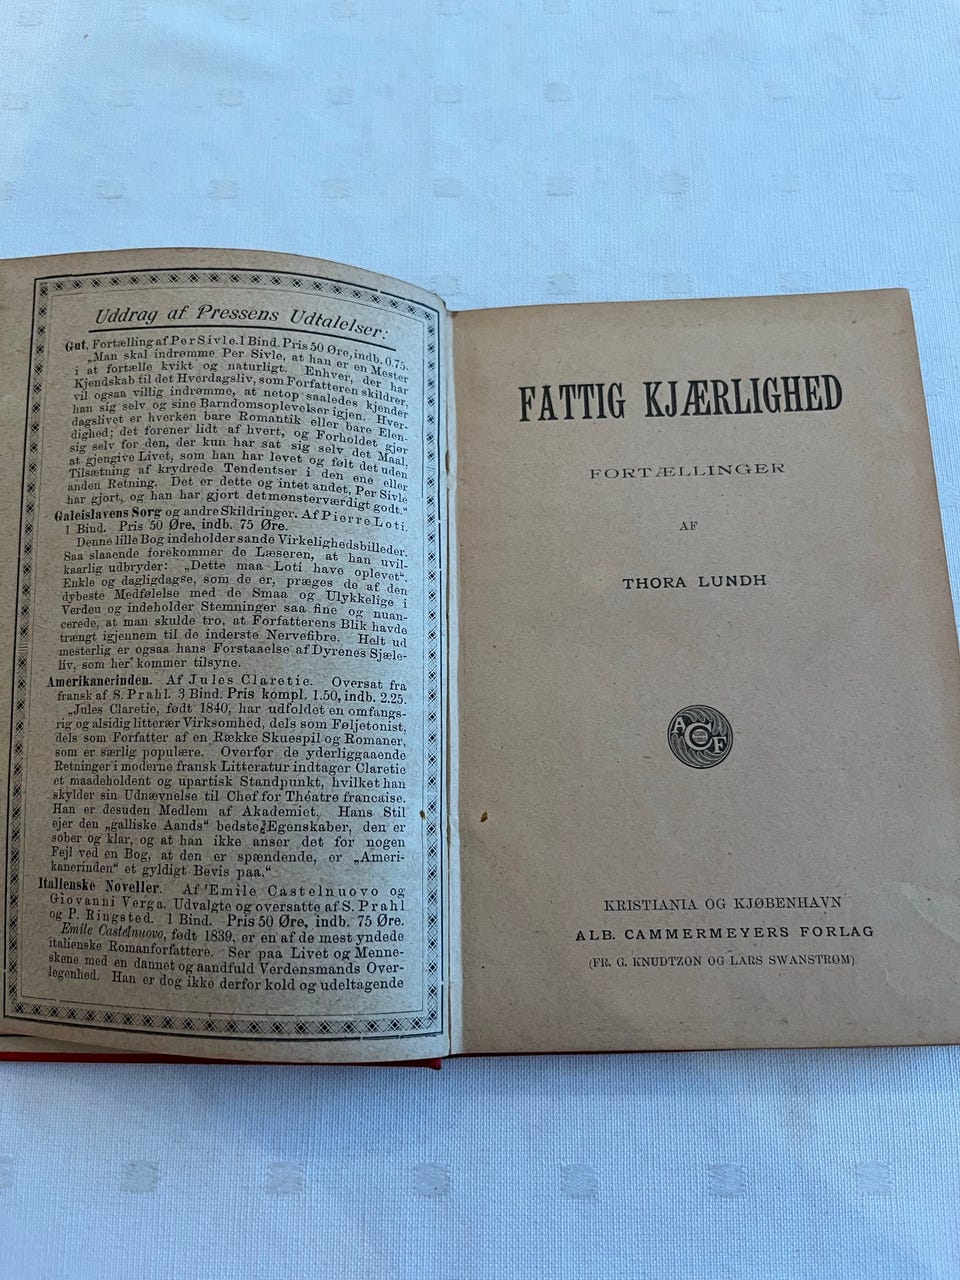 Uddrag af Pressens Udtalelser:
Gut, Fortælling af Per Sivle. 1 Bind. Pris 50 Øre, indb. 0.75.
„Man skal indrømme Per Sivle, at han er en Mester
i at fortælle kvikt og naturligt. Enhver, der har
Kjendskab til det Hverdagsliv, som Forfatteren skildrer,
vil ogsaa villig indrømme, at netop saaledes kjender
han sig selv og sine Barndomsoplevelser igjen. Hver-
dagslivet er hverken bare Romantik eller bare Elen-
dighed; det forener lidt af hvert, og Forholdet gjør
sig selv for den, der kun har sat sig selv det Maal,
at gjengive Livet, som han har levet og følt det uden
Tilsætning af krydrede Tendentser i den ene eller
anden Retning. Det er dette og intet andet, Per Sivle
har gjort, og han har gjort det mønsterværdigt godt."
Galeislavens Sorg og andre Skildringer. Af Pierre Loti.
1 Bind. Pris 50 Øre, indb. 75 Øre.
Denne lille Bog indeholder sande Virkelighedsbilleder.
Saa slaaende forekommer de Læseren, at han uvil-
kaarlig udbryder: „Dette maa Loti have oplevet".
Enkle og dagligdagse, som de er, præges de af den
dybeste Medfølelse med de Smaa og Ulykkelige i
Verden og indeholder Stemninger saa fine og nuan-
cerede, at man skulde tro, at Forfatterens Blik havde
trængt igjennem til de inderste Nervefibre. Helt ud
mesterlig er ogsaa hans Forstaaelse af Dyrenes Sjæle-
liv, som her kommer tilsyne.
Amerikanerinden. Af Jules Claretie. Oversat fra
fransk af S. Prahl. 3 Bind. Pris kompl. 1.50, indb. 2.25.
„Jules Claretie, født 1840, har udfoldet en omfangs-
rig og alsidig litterær Virksomhed, dels som Føljetonist,
dels som Forfatter af en Række Skuespil og Romaner,
som er særlig populære. Overfor de yderliggaaende
Retninger i moderne fransk Litteratur indtager Claretie
et maadeholdent og upartisk Standpunkt, hvilket han
skylder sin Udnævnelse til Chef for Théatre francaise.
Han er desuden Medlem af Akademiet. Hans Stil
ejer den „galliske Aands" bedste Egenskaber, den er
sober og klar, og at han ikke anser det for nogen
Fejl ved en Bog, at den er spændende, er „Ameri-
kanerinden" et gyldigt Bevis paa."
Italienske Noveller. Af Emile Castelnuovo og
Giovanni Verga. Udvalgte og oversatte af S. Prahl
og P. Ringsted. 1 Bind. Pris 50 Øre, indb. 75 Øre.
Emile Castelnuovo, født 1839, er en af de mest yndede
italienske Romanforfattere. Ser paa Livet og Menne-
skene med en dannet og aandfuld Verdensmands Over-
legenhed. Han er dog ikke derfor kold og udeltagende
FATTIG KJÆRLIGHED
FORTÆLLINGER
AF
THORA LUNDH
ACF
KRISTIANIA OG KJØBENHAVN
ALB. CAMMERMEYERS FORLAG
(FR. G. KNUDTZON OG LARS SWANSTRØM)